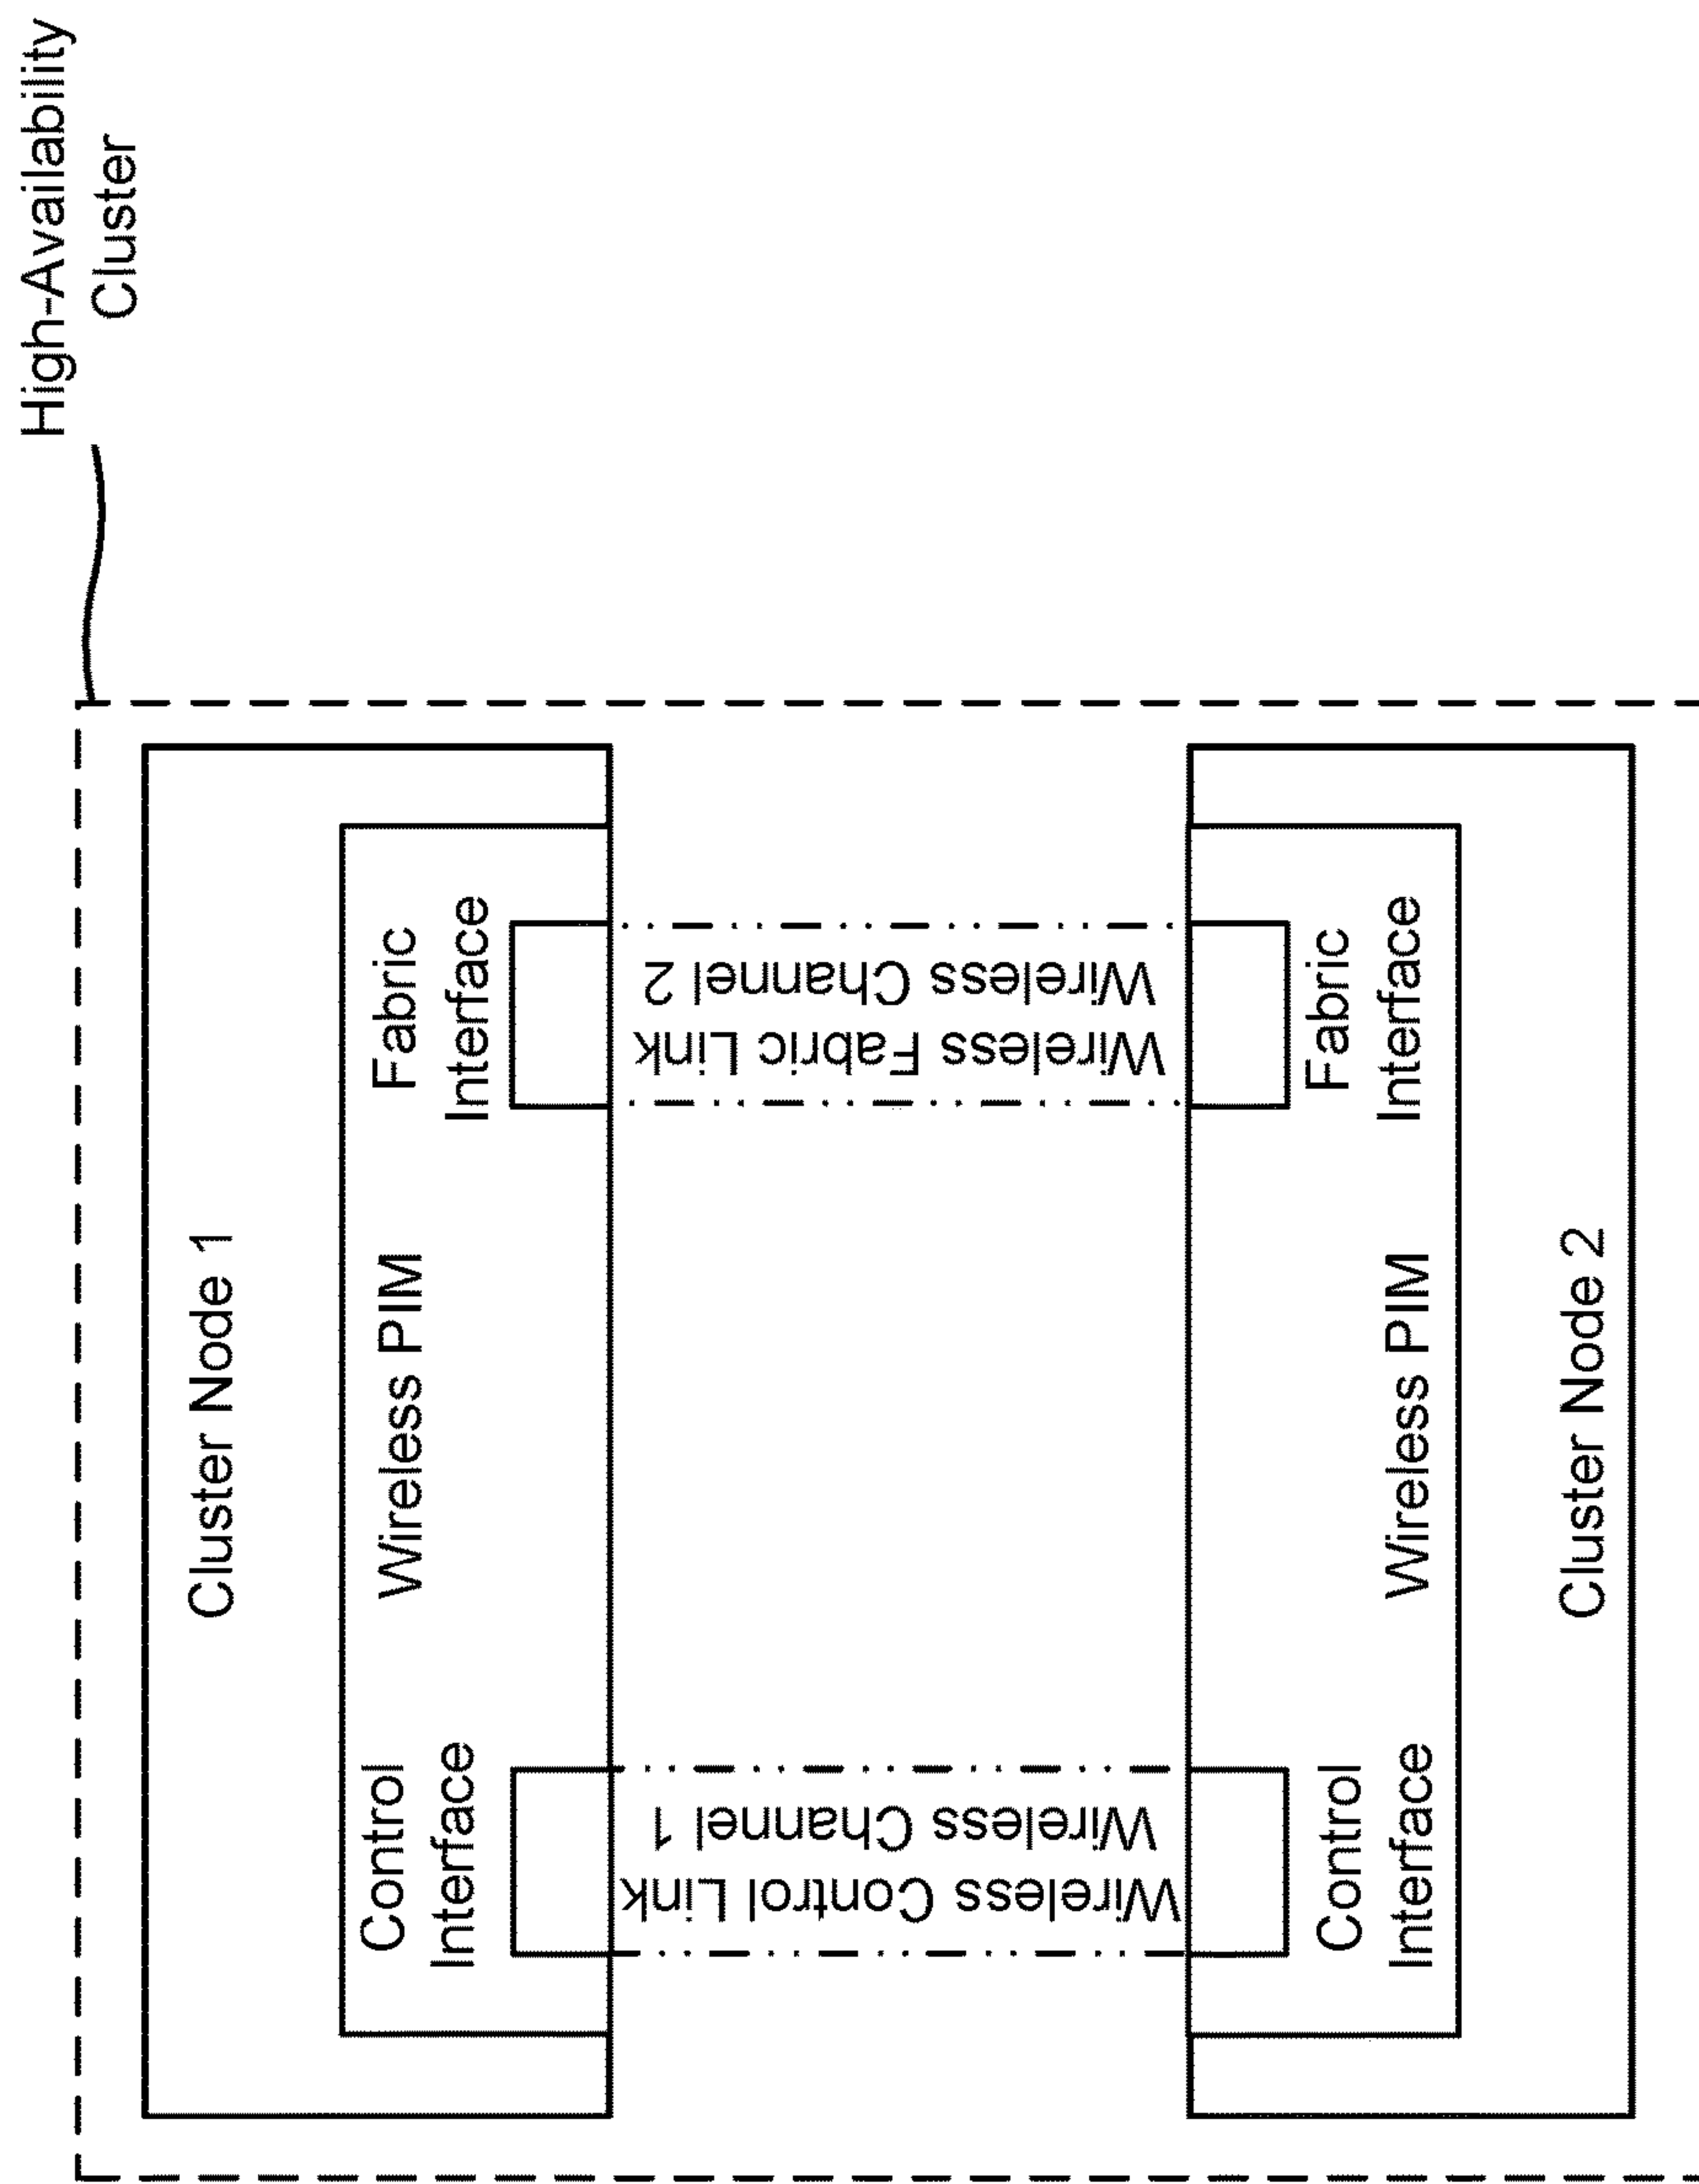 High-Availability
Cluster
Cluster Node 1
Wireless PIM
Control
Interface
Fabric
Interface
Wireless Channel 1
Wireless Control Link
Wireless Channel 2
Wireless Fabric Link
Control
Interface
Fabric
Interface
Wireless PIM
Cluster Node 2